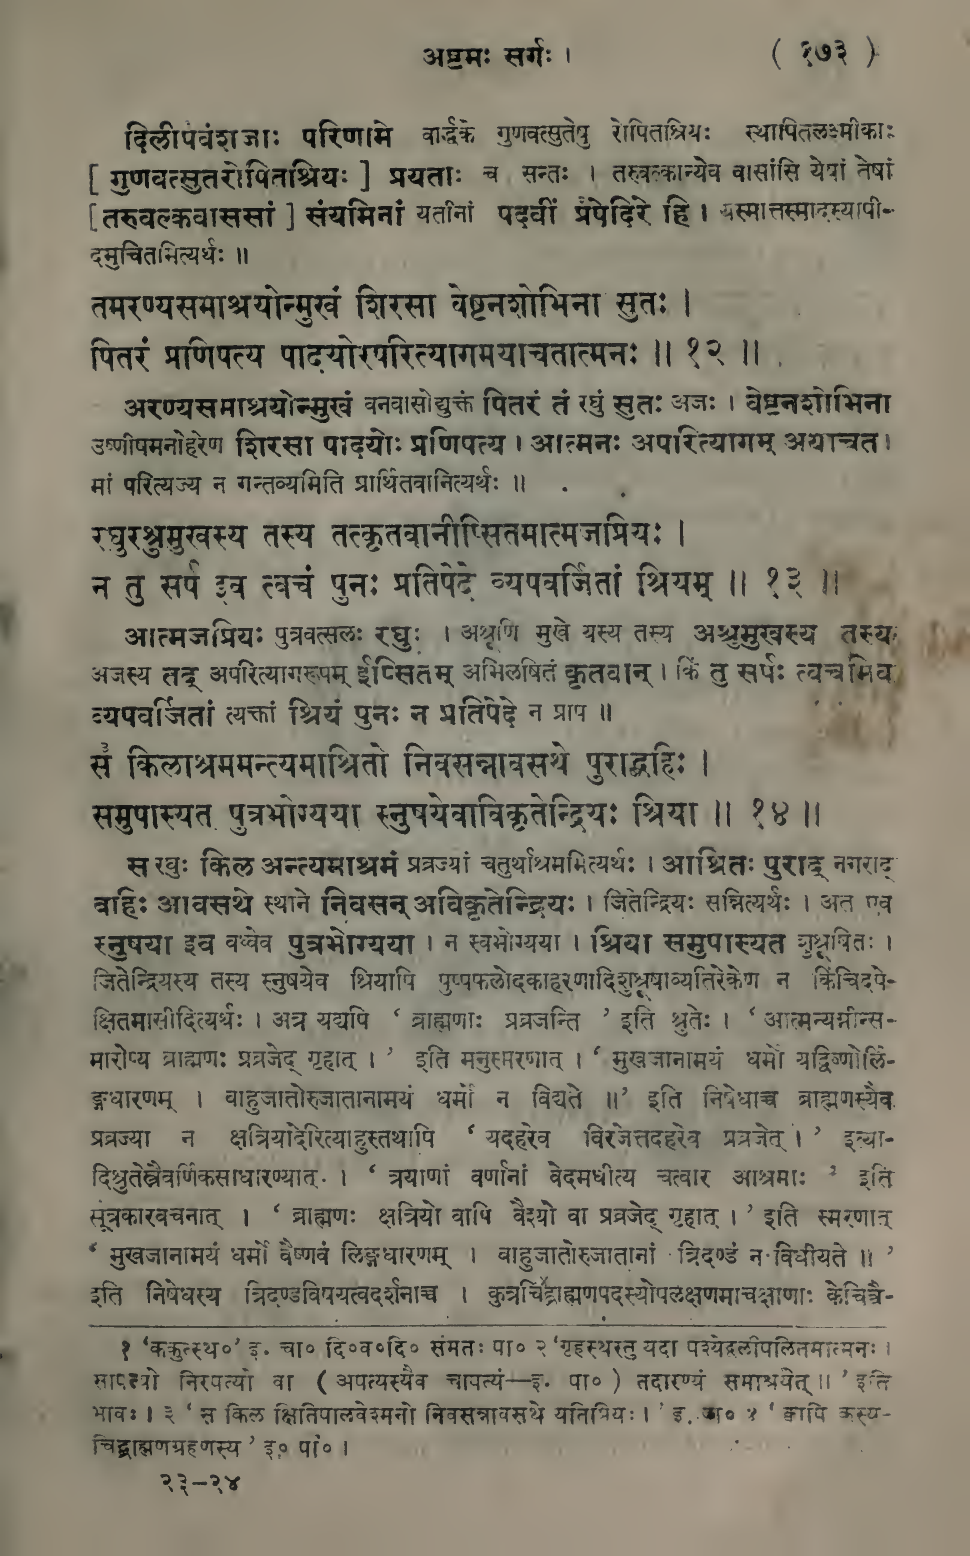 अष्टमः सर्गः । ( १७३ )
दिलीपवंशजाः परिणामे वार्द्धके गुणवत्सुतेषु रोपितश्रियः स्थापितलक्ष्मीकाः
[ गुणवत्सुतरोपितश्रियः ] प्रयताः च सन्तः । तरुवल्कान्येव वासांसि येषां तेषां
[ तरुवल्कवाससां ] संयमिनां यतीनां पदवीं प्रपेदिरे हि । यस्मात्तस्मादस्यापी-
दमुचितमित्यर्थः ॥
तमरण्यसमाश्रयोन्मुखं शिरसा वेष्टनशोभिना सुतः ।
पितरं प्रणिपत्य पादयोरपरित्यागमयाचतात्मनः ॥ १२ ॥
अरण्यसमाश्रयोन्मुखं वनवासोद्युक्तं पितरं तं रघुं सुतः अजः । वेष्टनशोभिना
उष्णीषमनोहरेण शिरसा पादयोः प्रणिपत्य । आत्मनः अपरित्यागम् अयाचत।
मां परित्यज्य न गन्तव्यमिति प्रार्थितवानित्यर्थः ॥
रघुरश्रुमुखस्य तस्य तत्कृतवानीप्सितमात्मजप्रियः ।
न तु सर्प इव त्वचं पुनः प्रतिपेदे व्यपवर्जितां श्रियम् ॥ १३ ॥
आत्मजप्रियः पुत्रवत्सलः रघुः । अश्रूणि मुखे यस्य तस्य अश्रुमुखस्य तस्य
अजस्य तद् अपरित्यागरूपम् ईप्सितम् अभिलषितं कृतवान् । किं तु सर्पः त्वचमिव
व्यपवर्जितां त्यक्तां श्रियं पुनः न प्रतिपेदे न प्राप ॥
स३ किलाश्रममन्त्यमाश्रितो निवसन्नावसथे पुराद्बहिः ।
समुपास्यत पुत्रभोग्यया स्नुषयेवाविकृतेन्द्रियः श्रिया ॥ १४ ॥
स रघुः किल अन्त्यमाश्रमं प्रव्रज्यां चतुर्थाश्रममित्यर्थः । आश्रितः पुराद् नगराद्
बहिः आवसथे स्थाने निवसन् अविकृतेन्द्रियः । जितेन्द्रियः सन्नित्यर्थः । अत एव
स्नुषया इव वध्वेव पुत्रभोग्यया । न स्वभोग्यया । श्रिया समुपास्यत शुश्रूषितः ।
जितेन्द्रियस्य तस्य स्नुषयेव श्रियापि पुष्पफलोदकाहरणादिशुश्रूषाव्यतिरेकेण न किंचिदपे-
क्षितमासीदित्यर्थः । अत्र यद्यपि ‘ ब्राह्मणाः प्रव्रजन्ति ’ इति श्रुतेः । ‘ आत्मन्यग्नीन्स-
मारोप्य ब्राह्मणः प्रव्रजेद् गृहात् । ’ इति मनुस्मरणात् । ‘ मुखजानामयं धर्मो यद्विष्णोर्लि-
ङ्गधारणम् । बाहुजातोरुजातानामयं धर्मो न विद्यते ॥’ इति निषेधाच्च ब्राह्मणस्यैव
प्रव्रज्या न क्षत्रियादेरित्याहुस्तथापि ‘ यदहरेव विरजेत्तदहरेव प्रव्रजेत् । ’ इत्या-
दिश्रुतेस्त्रैवर्णिकसाधारण्यात् । ‘ त्रयाणां वर्णानां वेदमधीत्य चत्वार आश्रमाः ’ इति
सूत्रकारवचनात् । ‘ ब्राह्मणः क्षत्रियो वापि वैश्यो वा प्रव्रजेद् गृहात् । ’ इति स्मरणात्
‘ मुखजानामयं धर्मो वैष्णवं लिङ्गधारणम् । बाहुजातोरुजातानां त्रिदण्डं न विधीयते ॥ ’
इति निषेधस्य त्रिदण्डविषयत्वदर्शनाच्च । कुत्रचिद्४ब्राह्मणपदस्योपलक्षणमाचक्षाणाः केचित्रै-
१ ‘ककुत्स्थ०’ इ. चा० दि०व०दि० संमतः पा० २ ‘गृहस्थस्तु यदा पश्येद्वलीपलितमात्मनः ।
सापत्यो निरपत्यो वा ( अपत्यस्यैव चापत्यं—इ. पा० ) तदारण्यं समाश्रयेत् ॥ ’ इति
भावः । ३ ‘ स किल क्षितिपालवेश्मनो निवसन्नावसथे यतिप्रियः । ’ इ. पा० ४ ‘ क्वापि कस्य-
चिद्ब्राह्मणग्रहणस्य ’ इ० पा० ।
२३–२४